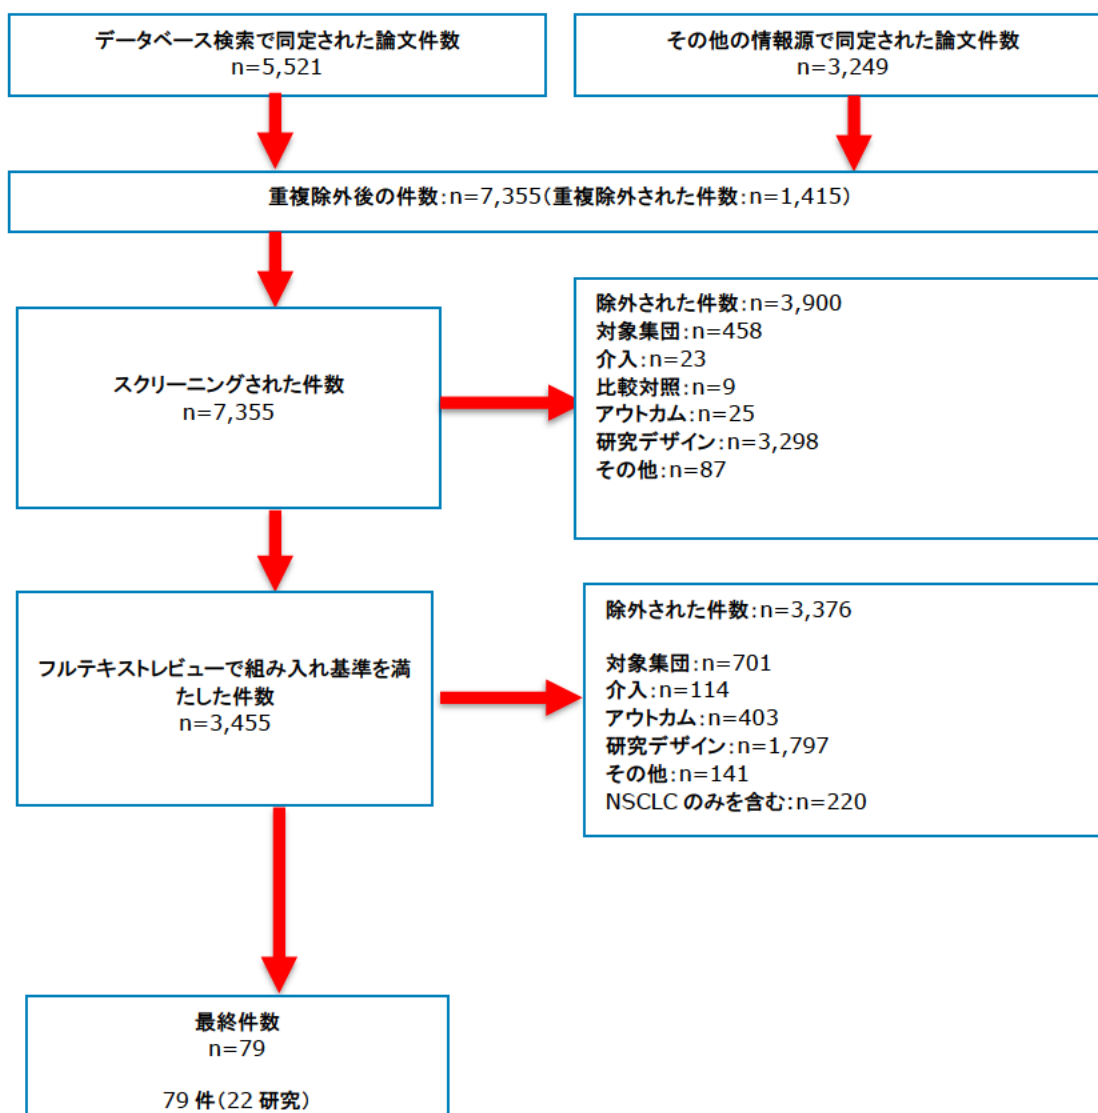 データベース検索で同定された論文件数
n=5,521
その他の情報源で同定された論文件数
n=3,249
重複除外後の件数:n=7,355(重複除外された件数:n=1,415)
スクリーニングされた件数
n=7,355
除外された件数:n=3,900
対象集団:n=458
介入:n=23
比較対照:n=9
アウトカム:n=25
研究デザイン:n=3,298
その他:n=87
フルテキストレビューで組み入れ基準を満
たした件数
n=3,455
除外された件数:n=3,376
対象集団:n=701
介入:n=114
アウトカム:n=403
研究デザイン:n=1,797
その他:n=141
NSCLC のみを含む:n=220
最終件数
n=79
79 件(22 研究)